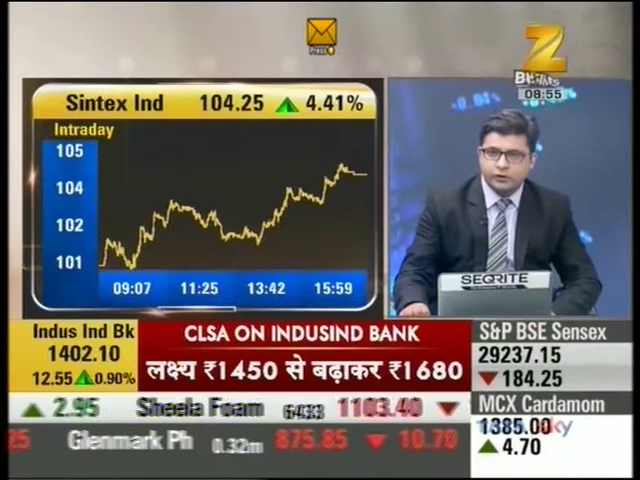 Press
Z
08:55
Sintex Ind 104.25 4.41%
Intraday
105
104
102
101
09:07 11:25 13:42 15:59
SEQRITE
Indus Ind Bk
1402.10
12.55 0.90%
CLSA ON INDUSIND BANK
लक्ष्य ₹1450 से बढ़ाकर ₹1680
S&P BSE Sensex
29237.15
184.25
MCX Cardamom
1385.00
4.70
2.95 Sheela Foam 6433 1103.40
25 Glenmark Ph 0.32m 875.85 10.70